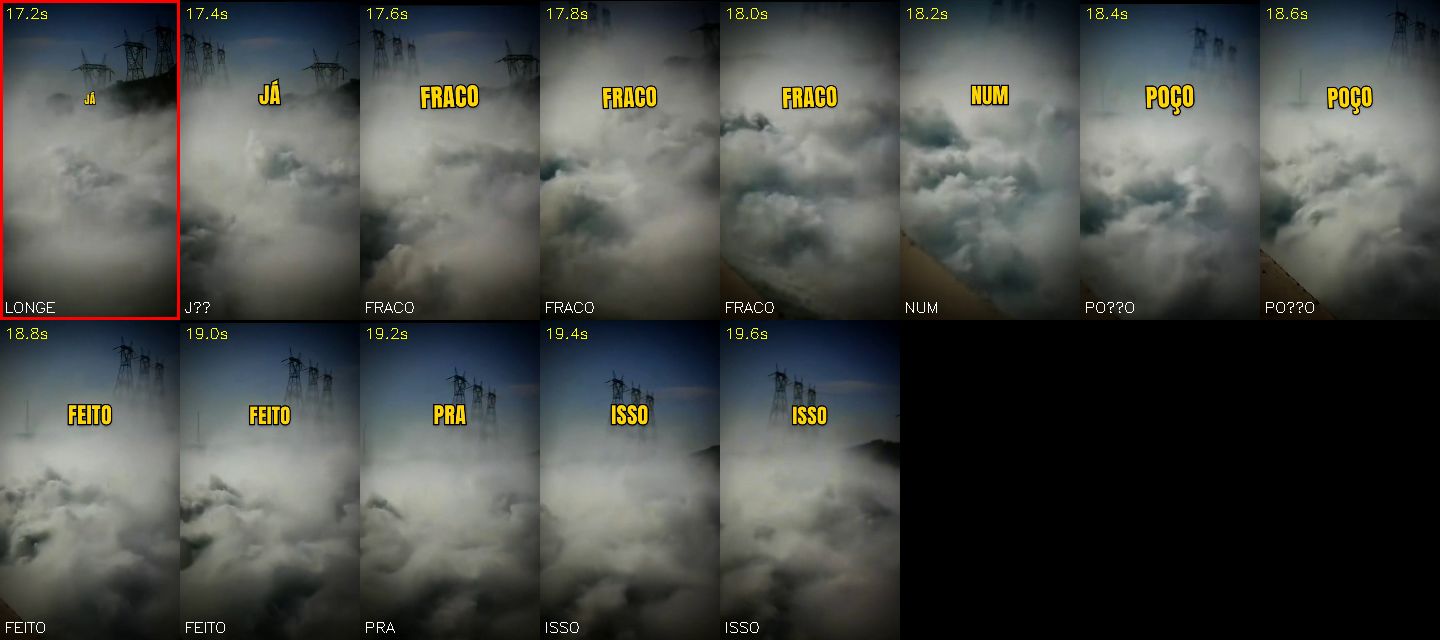 17.2s
JÁ
LONGE
17.4s
JÁ
J??
17.6s
FRACO
FRACO
17.8s
FRACO
FRACO
18.0s
FRACO
FRACO
18.2s
NUM
NUM
18.4s
POÇO
PO??O
18.6s
POÇO
PO??O
18.8s
FEITO
FEITO
19.0s
FEITO
FEITO
19.2s
PRA
PRA
19.4s
ISSO
ISSO
19.6s
ISSO
ISSO